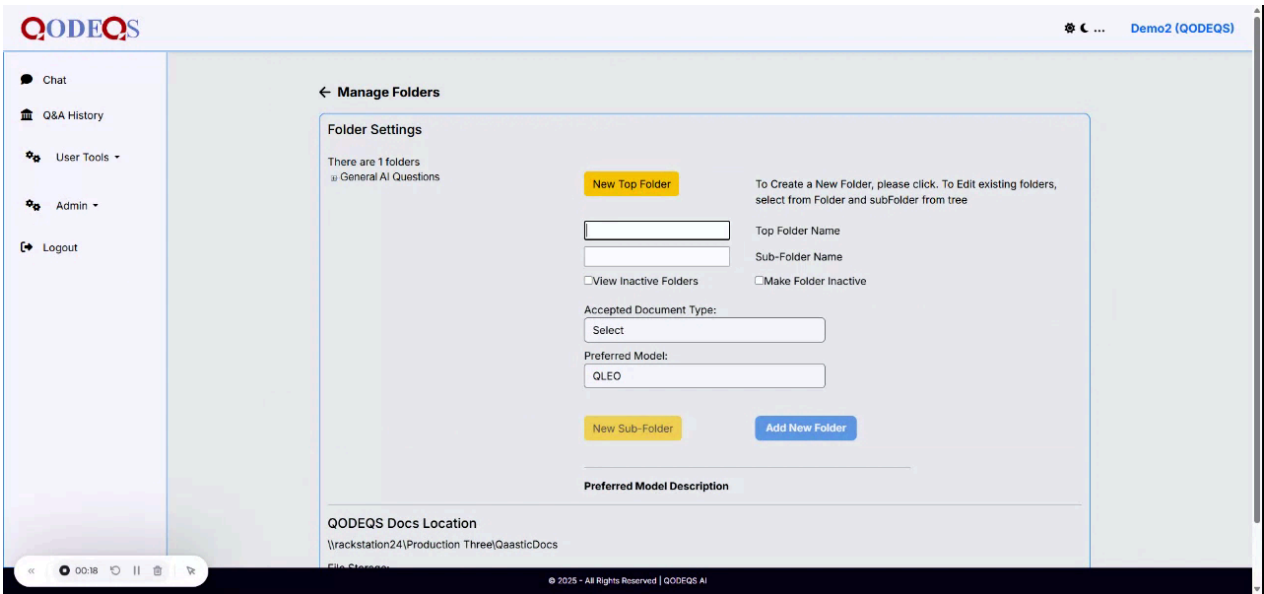 QODEQS
... Demo2 (QODEQS)
Chat
Q&A History
User Tools
Admin
Logout
← Manage Folders
Folder Settings
There are 1 folders
General AI Questions
New Top Folder
To Create a New Folder, please click. To Edit existing folders,
select from Folder and subFolder from tree
Top Folder Name
Sub-Folder Name
View Inactive Folders
Make Folder Inactive
Accepted Document Type:
Select
Preferred Model:
QLEO
New Sub-Folder
Add New Folder
Preferred Model Description
QODEQS Docs Location
\\rackstation24\Production Three\QaasticDocs
File Storage:
« 00:18
© 2025 - All Rights Reserved | QODEQS AI